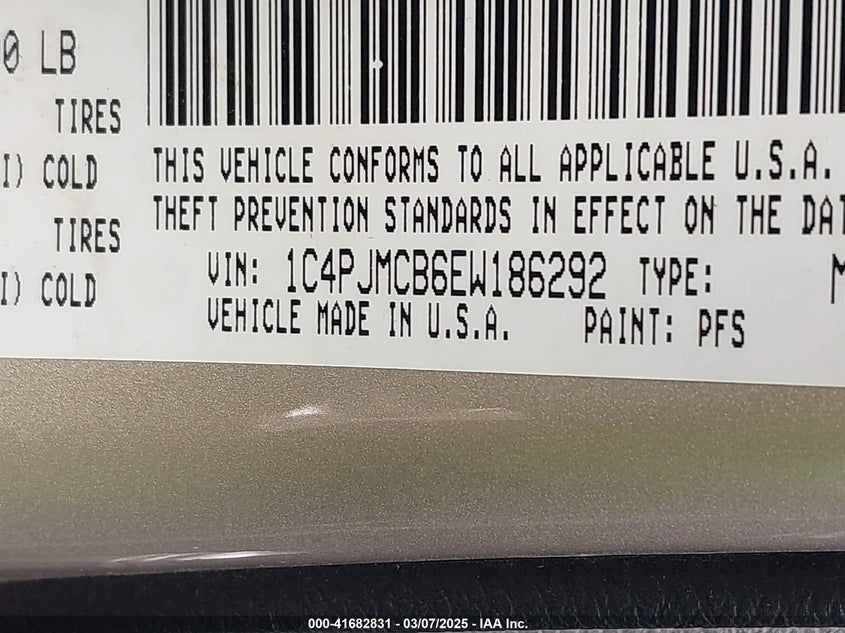 0 LB
TIRES
I) COLD
TIRES
I) COLD
THIS VEHICLE CONFORMS TO ALL APPLICABLE U.S.A.
THEFT PREVENTION STANDARDS IN EFFECT ON THE DAT
VIN: 1C4PJMCB6EW186292 TYPE: M
VEHICLE MADE IN U.S.A. PAINT: PFS
000-41682831 - 03/07/2025 - IAA Inc.